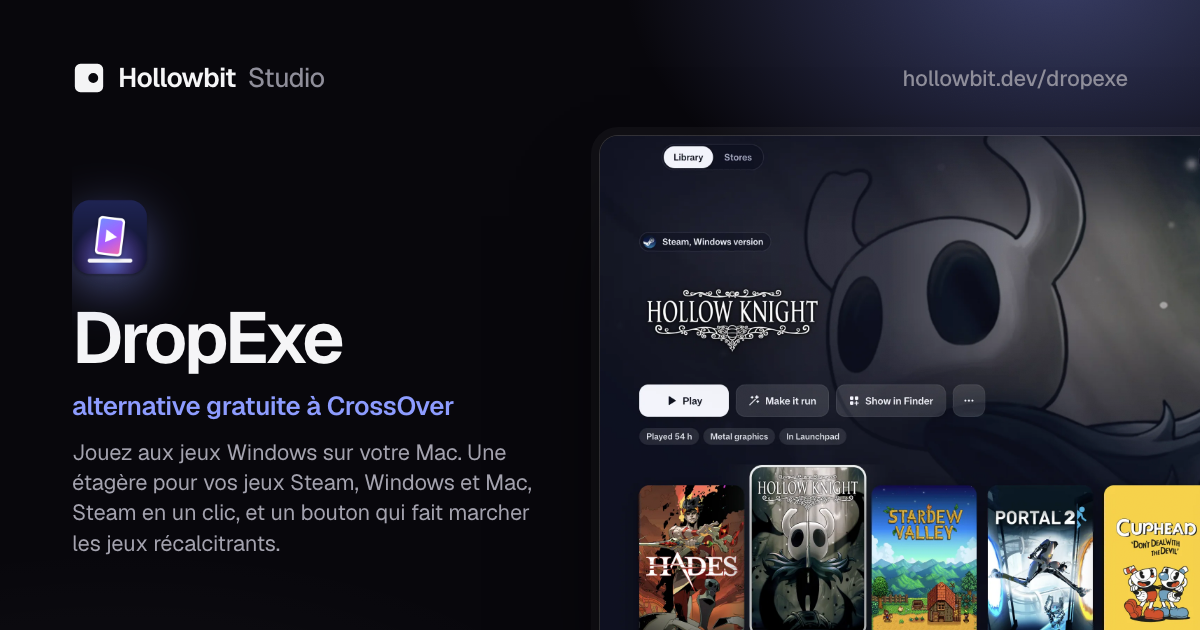 Hollowbit Studio
hollowbit.dev/dropexe
Library Stores
Steam, Windows version
HOLLOW KNIGHT
DropExe
alternative gratuite à CrossOver
Jouez aux jeux Windows sur votre Mac. Une
étagère pour vos jeux Steam, Windows et Mac,
Steam en un clic, et un bouton qui fait marcher
les jeux récalcitrants.
Play Make it run Show in Finder ...
Played 54 h Metal graphics In Launchpad
HADES
HOLLOW KNIGHT
STARDEW
VALLEY
PORTAL 2
CUPHEAD
"DON'T DEAL WITH
THE DEVIL"